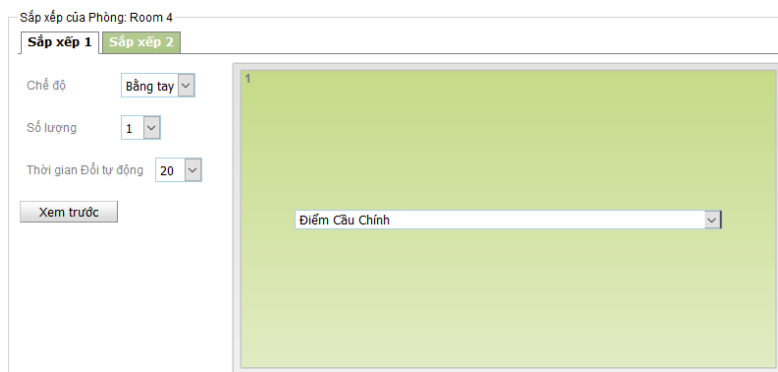 Sắp xếp của Phòng: Room 4
Sắp xếp 1 Sắp xếp 2
Chế độ Bằng tay
1
Số lượng 1
Thời gian Đổi tự động 20
Xem trước
Điểm Cầu Chính